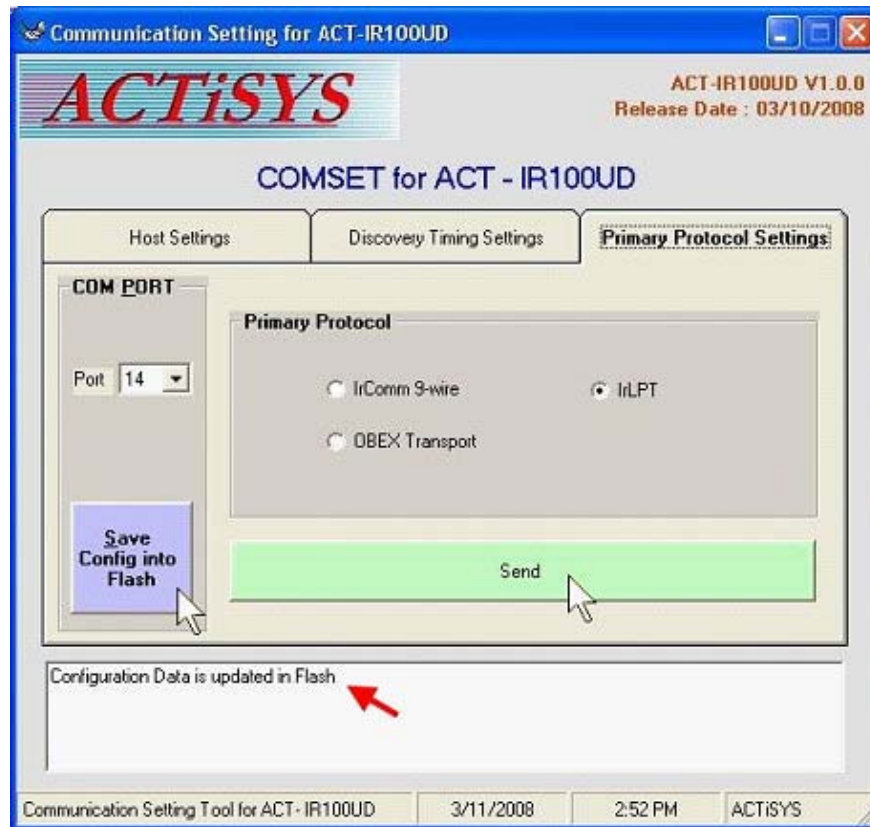 Communication Setting for ACT-IR100UD
ACTiSYS
ACT-IR100UD V1.0.0
Release Date : 03/10/2008
COMSET for ACT - IR100UD
Host Settings
Discovery Timing Settings
Primary Protocol Settings
COM PORT
Port 14
Save
Config into
Flash
Primary Protocol
IrComm 9-wire
IrLPT
OBEX Transport
Send
Configuration Data is updated in Flash
Communication Setting Tool for ACT- IR100UD
3/11/2008
2:52 PM
ACTiSYS